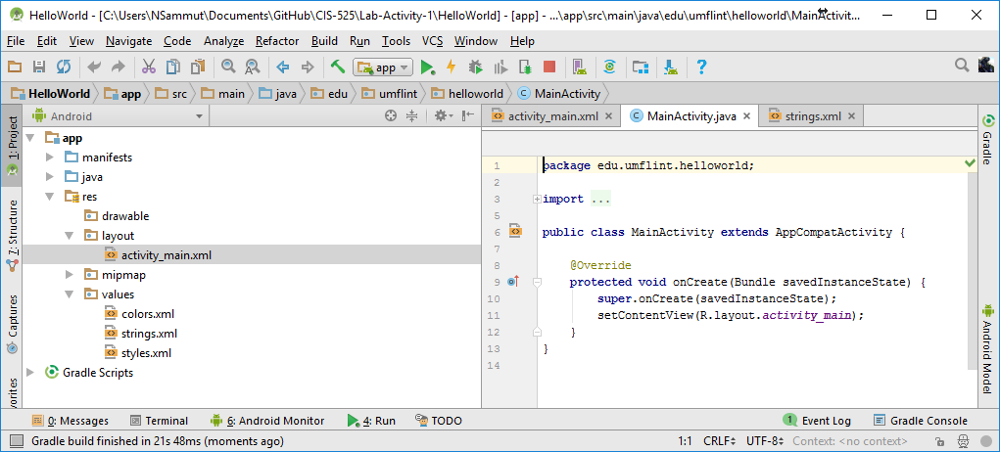 HelloWorld - [C:\Users\NSammut\Documents\GitHub\CIS-525\Lab-Activity-1\HelloWorld] - [app] - ...\app\src\main\java\edu\umflint\helloworld\MainActivit...
File Edit View Navigate Code Analyze Refactor Build Run Tools VCS Window Help
app
HelloWorld app src main java edu umflint helloworld MainActivity
Android
activity_main.xml MainActivity.java strings.xml
1: Project
7: Structure
Captures
vorites
app
manifests
java
res
drawable
layout
activity_main.xml
mipmap
values
colors.xml
strings.xml
styles.xml
Gradle Scripts
1 package edu.umflint.helloworld;
2
3 import ...
5
6 public class MainActivity extends AppCompatActivity {
7
8 @Override
9 protected void onCreate(Bundle savedInstanceState) {
10 super.onCreate(savedInstanceState);
11 setContentView(R.layout.activity_main);
12 }
13 }
14
Gradle
Android Model
0: Messages Terminal 6: Android Monitor 4: Run TODO 1 Event Log Gradle Console
Gradle build finished in 21s 48ms (moments ago) 1:1 CRLF UTF-8 Context: <no context>